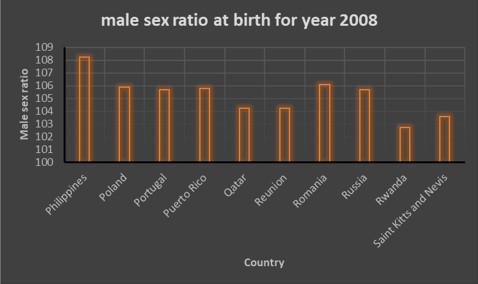 male sex ratio at birth for year 2008
Male sex ratio
109
108
107
106
105
104
103
102
101
100
Philippines
Poland
Portugal
Puerto Rico
Qatar
Reunion
Romania
Russia
Rwanda
Saint Kitts and Nevis
Country